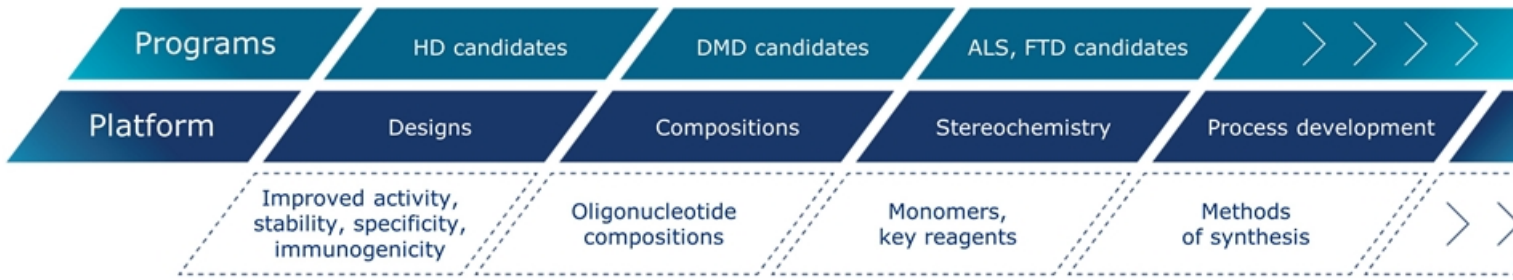 Programs
HD candidates
DMD candidates
ALS, FTD candidates
Platform
Designs
Compositions
Stereochemistry
Process development
Improved activity,
stability, specificity,
immunogenicity
Oligonucleotide
compositions
Monomers,
key reagents
Methods
of synthesis